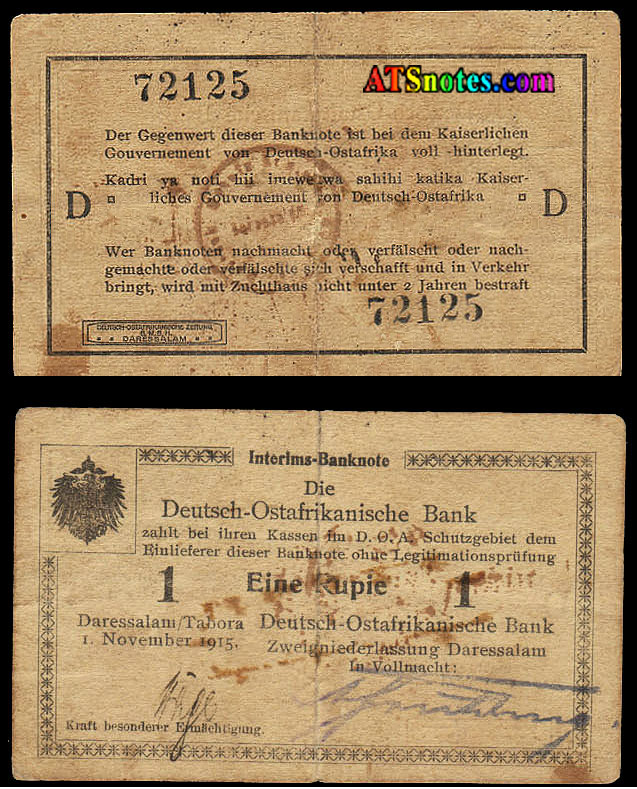 ATSnotes.com
72125
Der Gegenwert dieser Banknote ist bei dem Kaiserlichen
Gouvernement von Deutsch-Ostafrika voll hinterlegt.
Kadri ya noti hii imewekwa sahihi katika Kaiser-
liches Gouvernement von Deutsch-Ostafrika
D
D
Wer Banknoten nachmacht oder verfälscht oder nach-
gemachte oder verfälschte sich verschafft und in Verkehr
bringt, wird mit Zuchthaus nicht unter 2 Jahren bestraft
72125
DEUTSCH-OSTAFRIKANISCHE ZEITUNG
G.M.B.H.
DARESSALAM
Interims-Banknote
Die
Deutsch-Ostafrikanische Bank
zahlt bei ihren Kassen im D. O. A. Schutzgebiet dem
Einlieferer dieser Banknote ohne Legitimationsprüfung
1 Eine Rupie 1
Daressalam/Tabora Deutsch-Ostafrikanische Bank
1. November 1915. Zweigniederlassung Daressalam
In Vollmacht:
Kraft besonderer Ermächtigung.